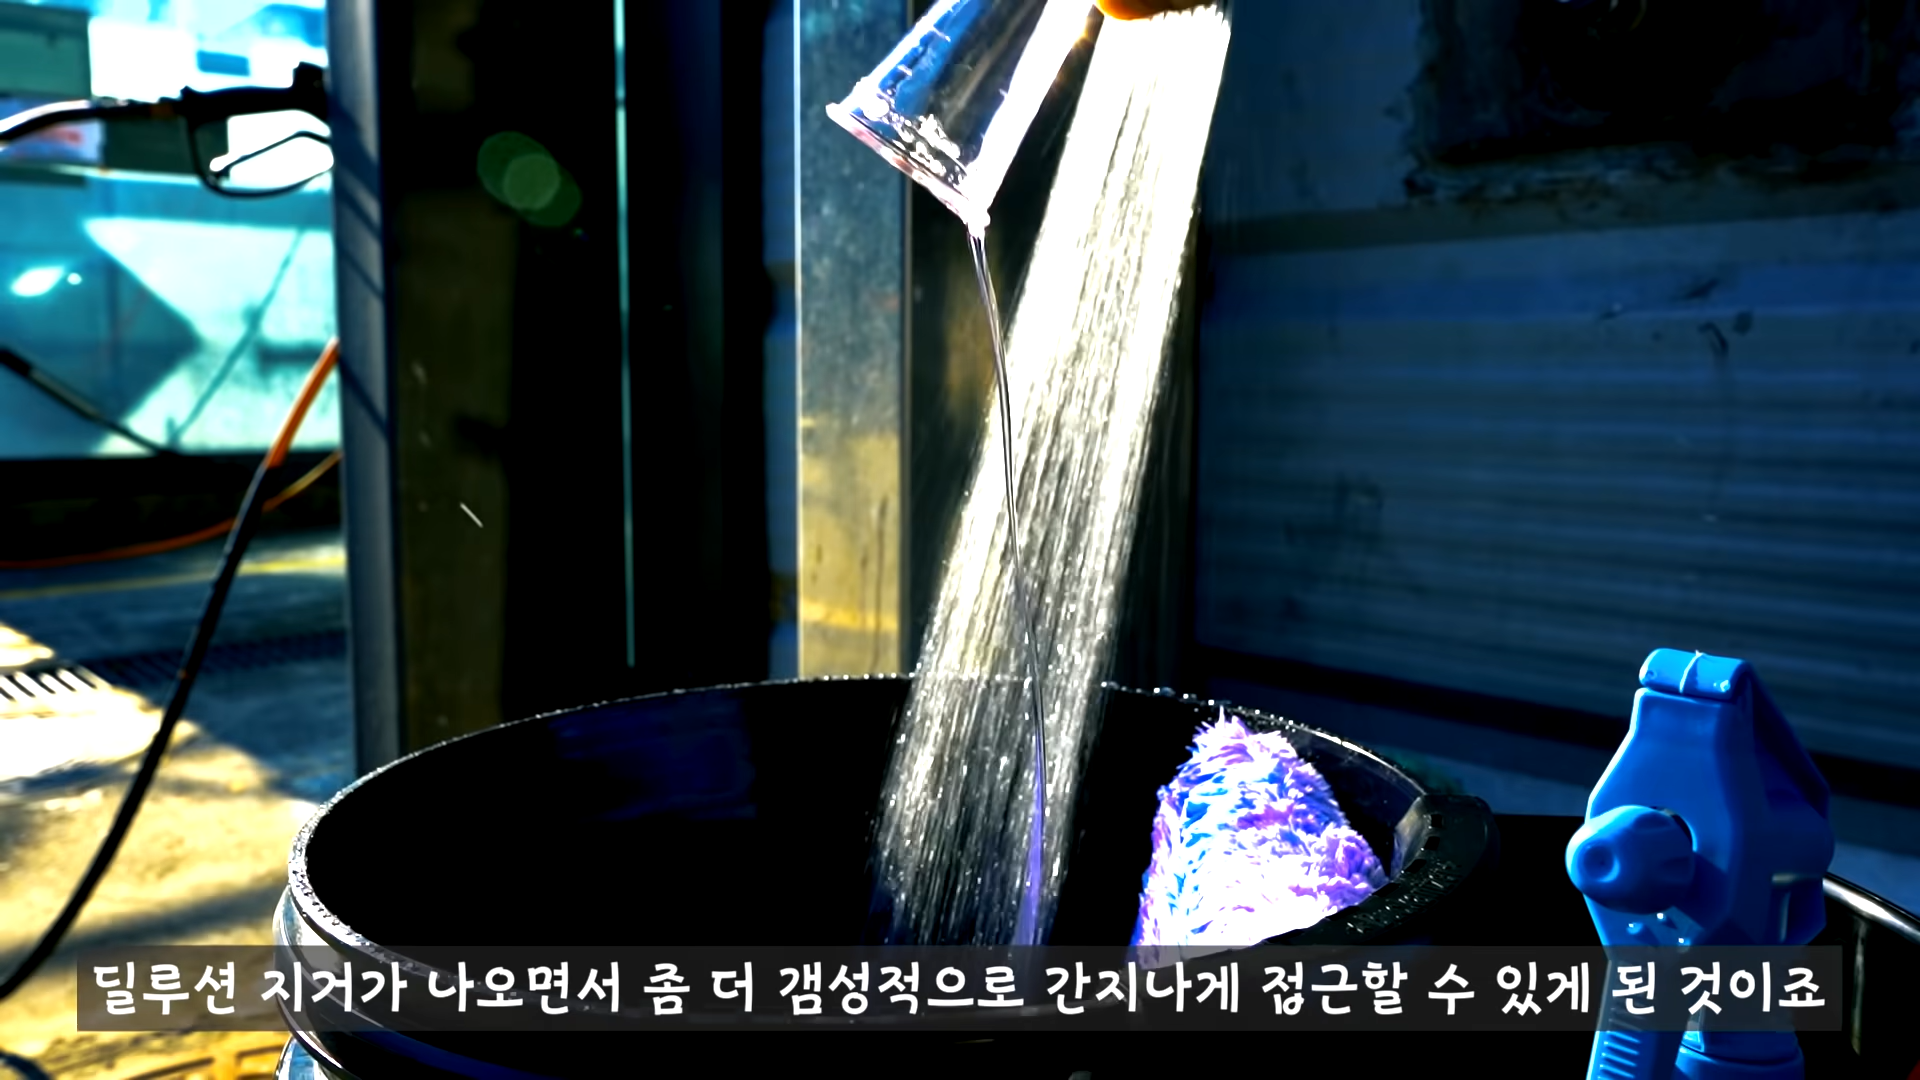 딜루션 지거가 나오면서 좀 더 갬성적으로 간지나게 접근할 수 있게 된 것이죠